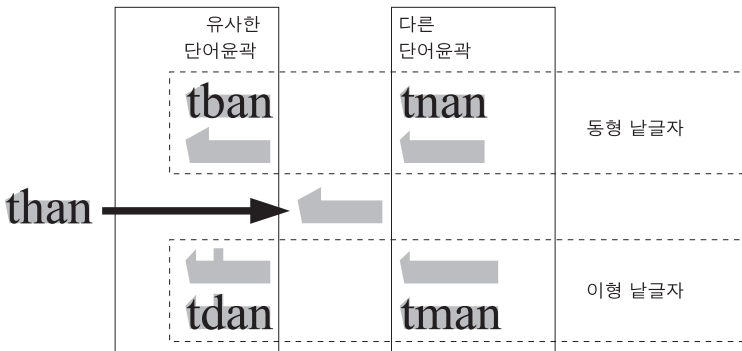 유사한
단어윤곽
다른
단어윤곽
tban
tnan
동형 낱글자
than
이형 낱글자
tdan
tman